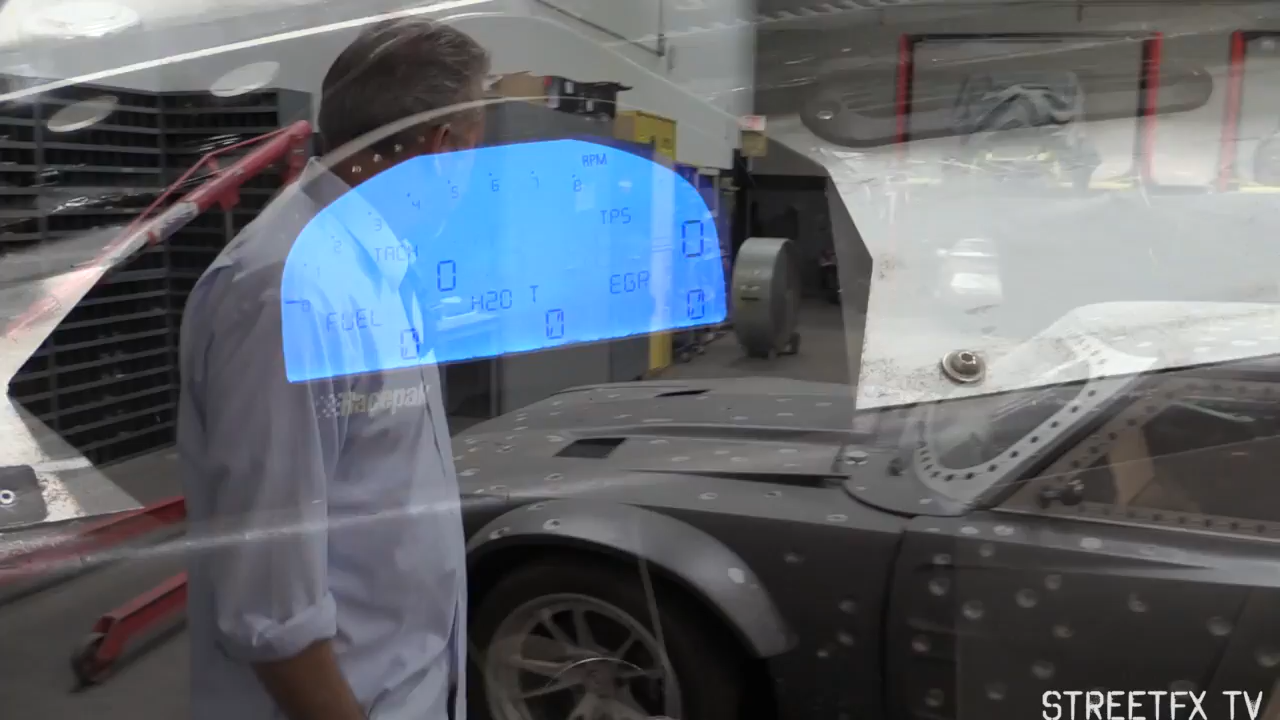 RPM
1 2 3 4 5 6 7 8
TPS
0
TACH
0
EGR
0
H2O T
0
FUEL
0
Racepak
STREETFX TV